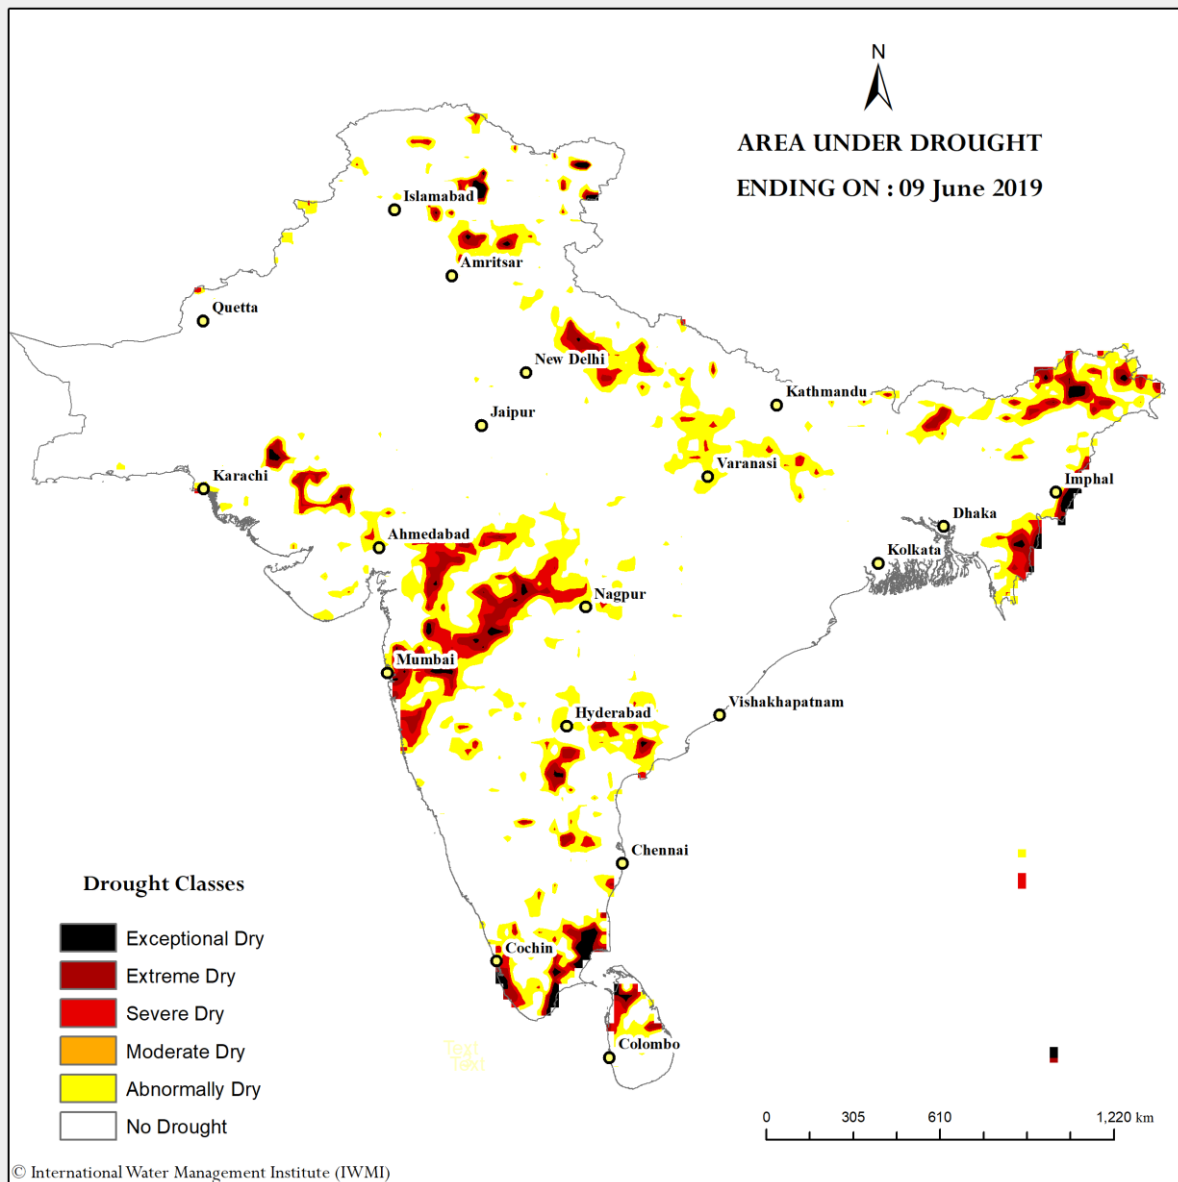 N
AREA UNDER DROUGHT
ENDING ON : 09 June 2019
Islamabad
Amritsar
Quetta
New Delhi
Kathmandu
Jaipur
Varanasi
Karachi
Imphal
Dhaka
Ahmedabad
Kolkata
Nagpur
Mumbai
Vishakhapatnam
Hyderabad
Chennai
Cochin
Colombo
Text
Text
Drought Classes
Exceptional Dry
Extreme Dry
Severe Dry
Moderate Dry
Abnormally Dry
No Drought
0 305 610 1,220 km
© International Water Management Institute (IWMI)